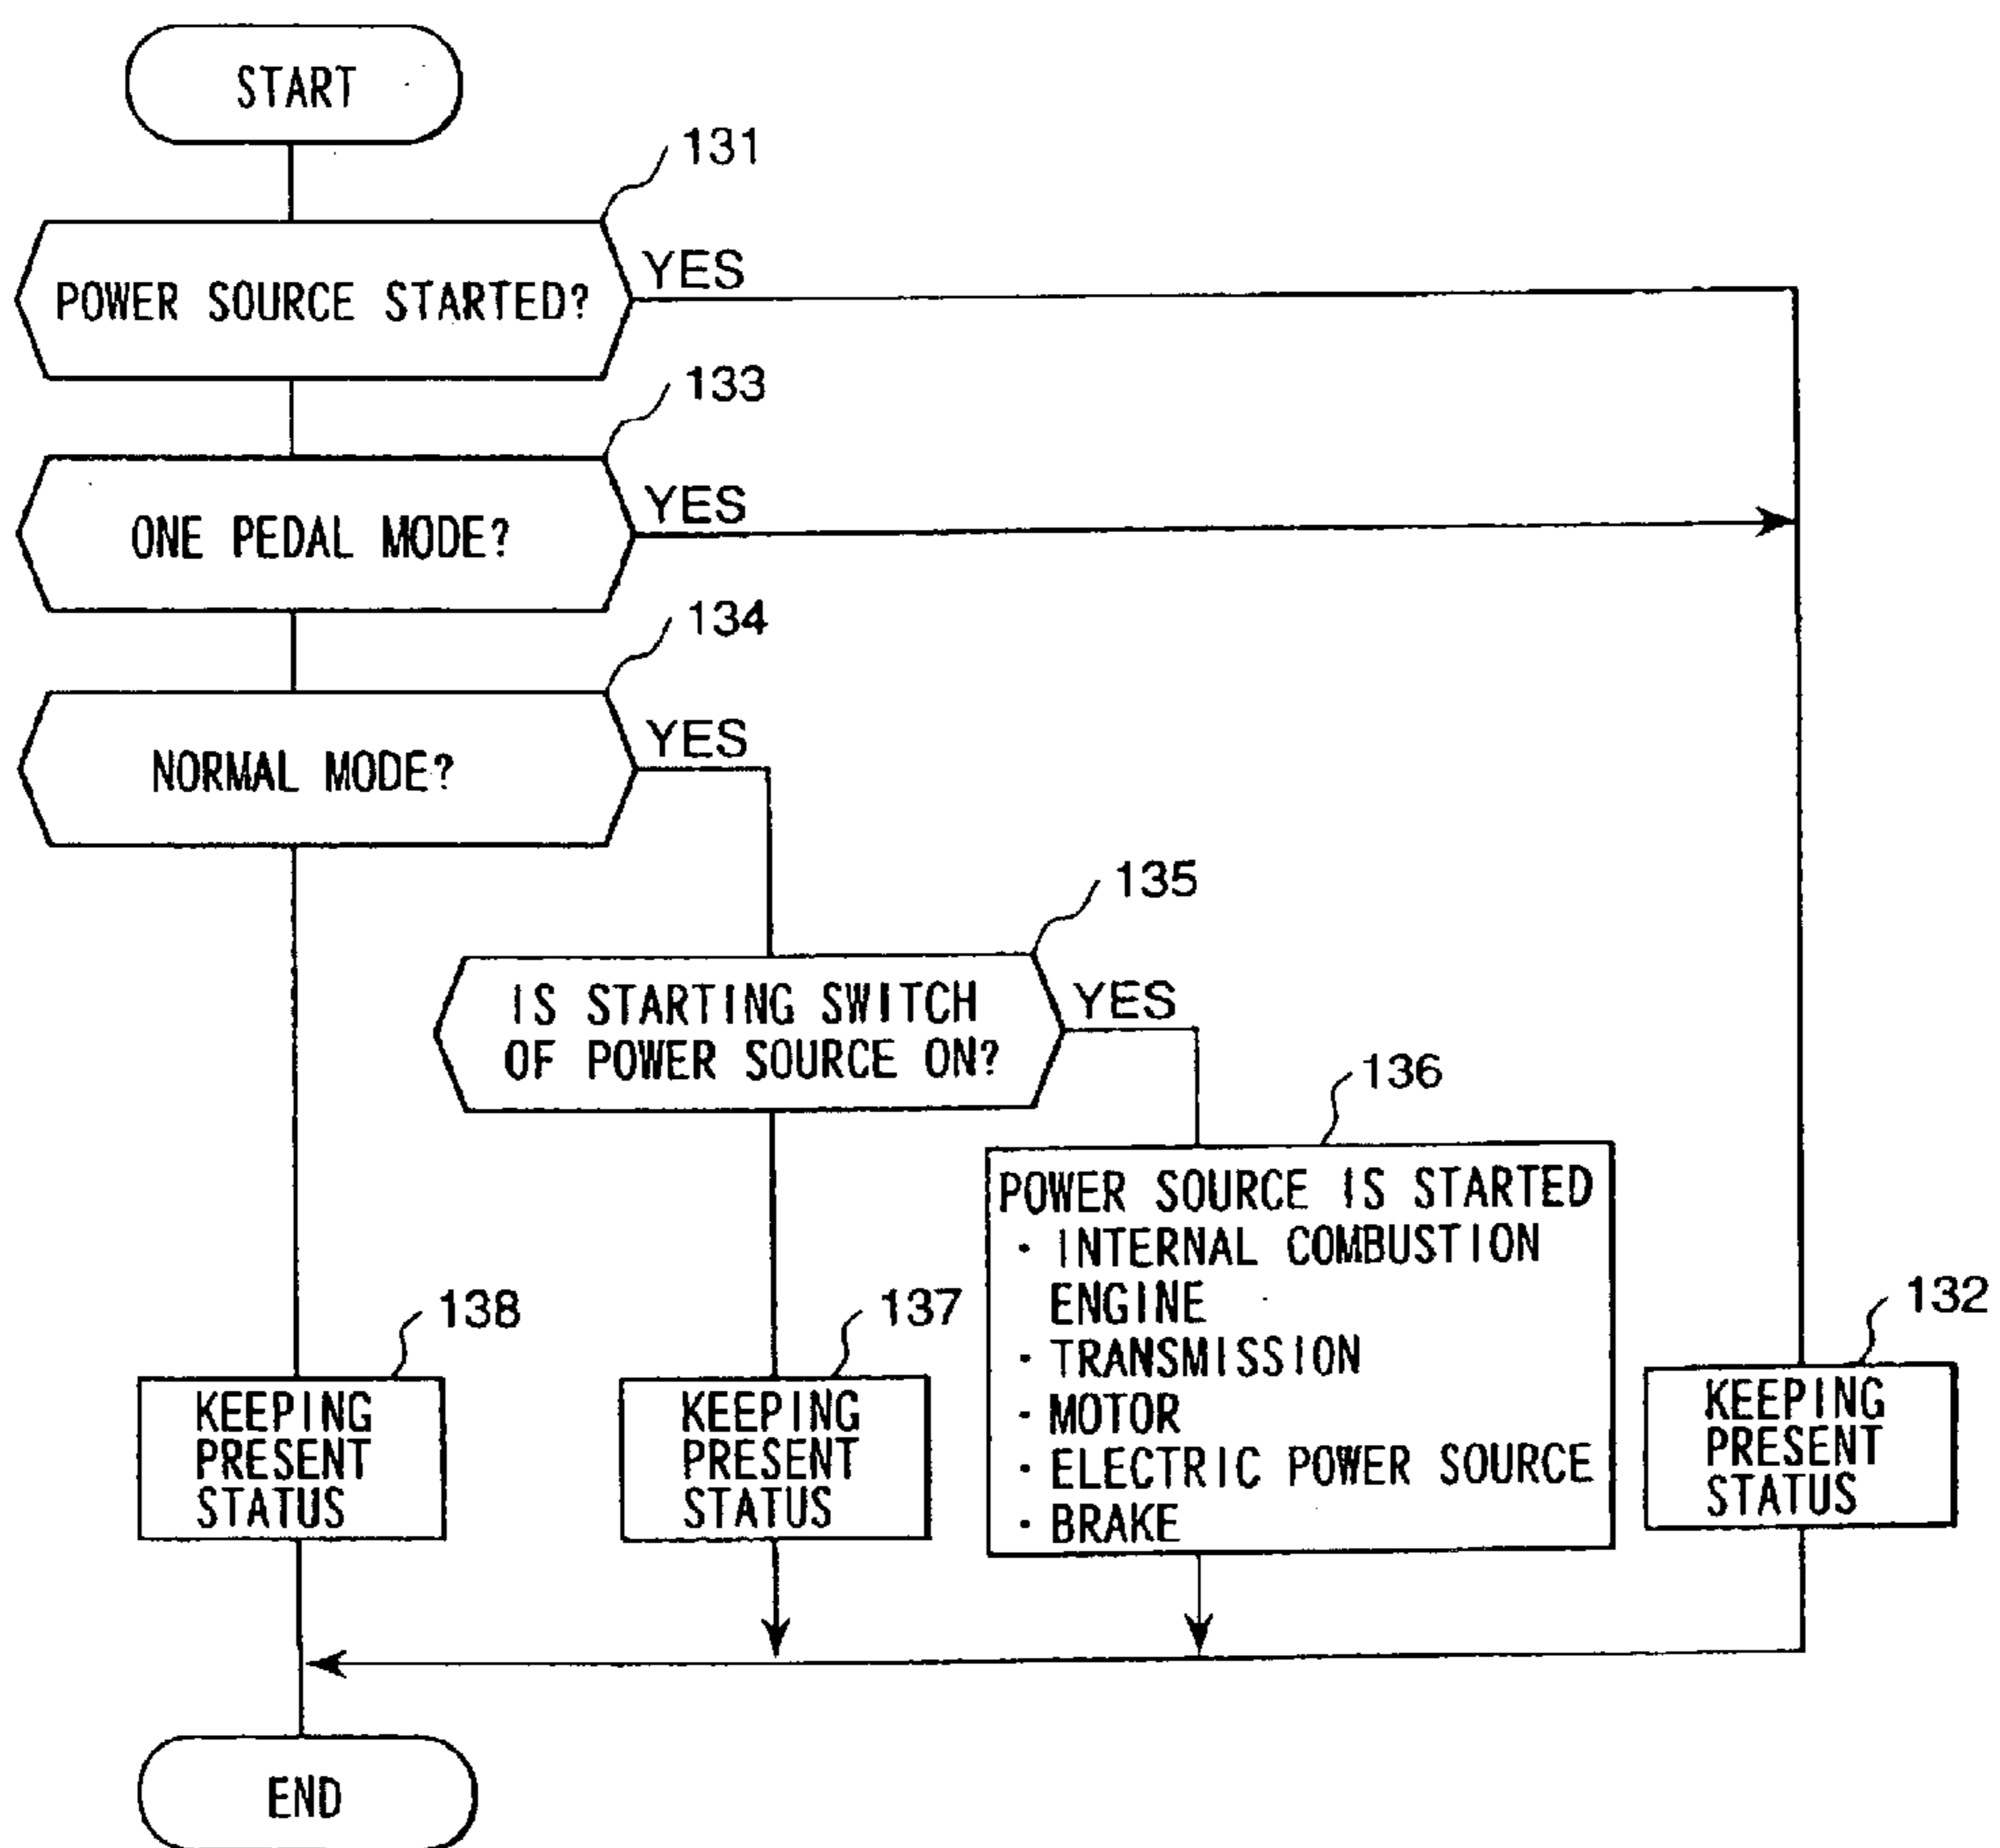 START
131
POWER SOURCE STARTED?
YES
133
ONE PEDAL MODE?
YES
134
NORMAL MODE?
YES
135
IS STARTING SWITCH
OF POWER SOURCE ON?
YES
136
POWER SOURCE IS STARTED
· INTERNAL COMBUSTION
ENGINE
· TRANSMISSION
· MOTOR
· ELECTRIC POWER SOURCE
· BRAKE
138
KEEPING
PRESENT
STATUS
137
KEEPING
PRESENT
STATUS
132
KEEPING
PRESENT
STATUS
END